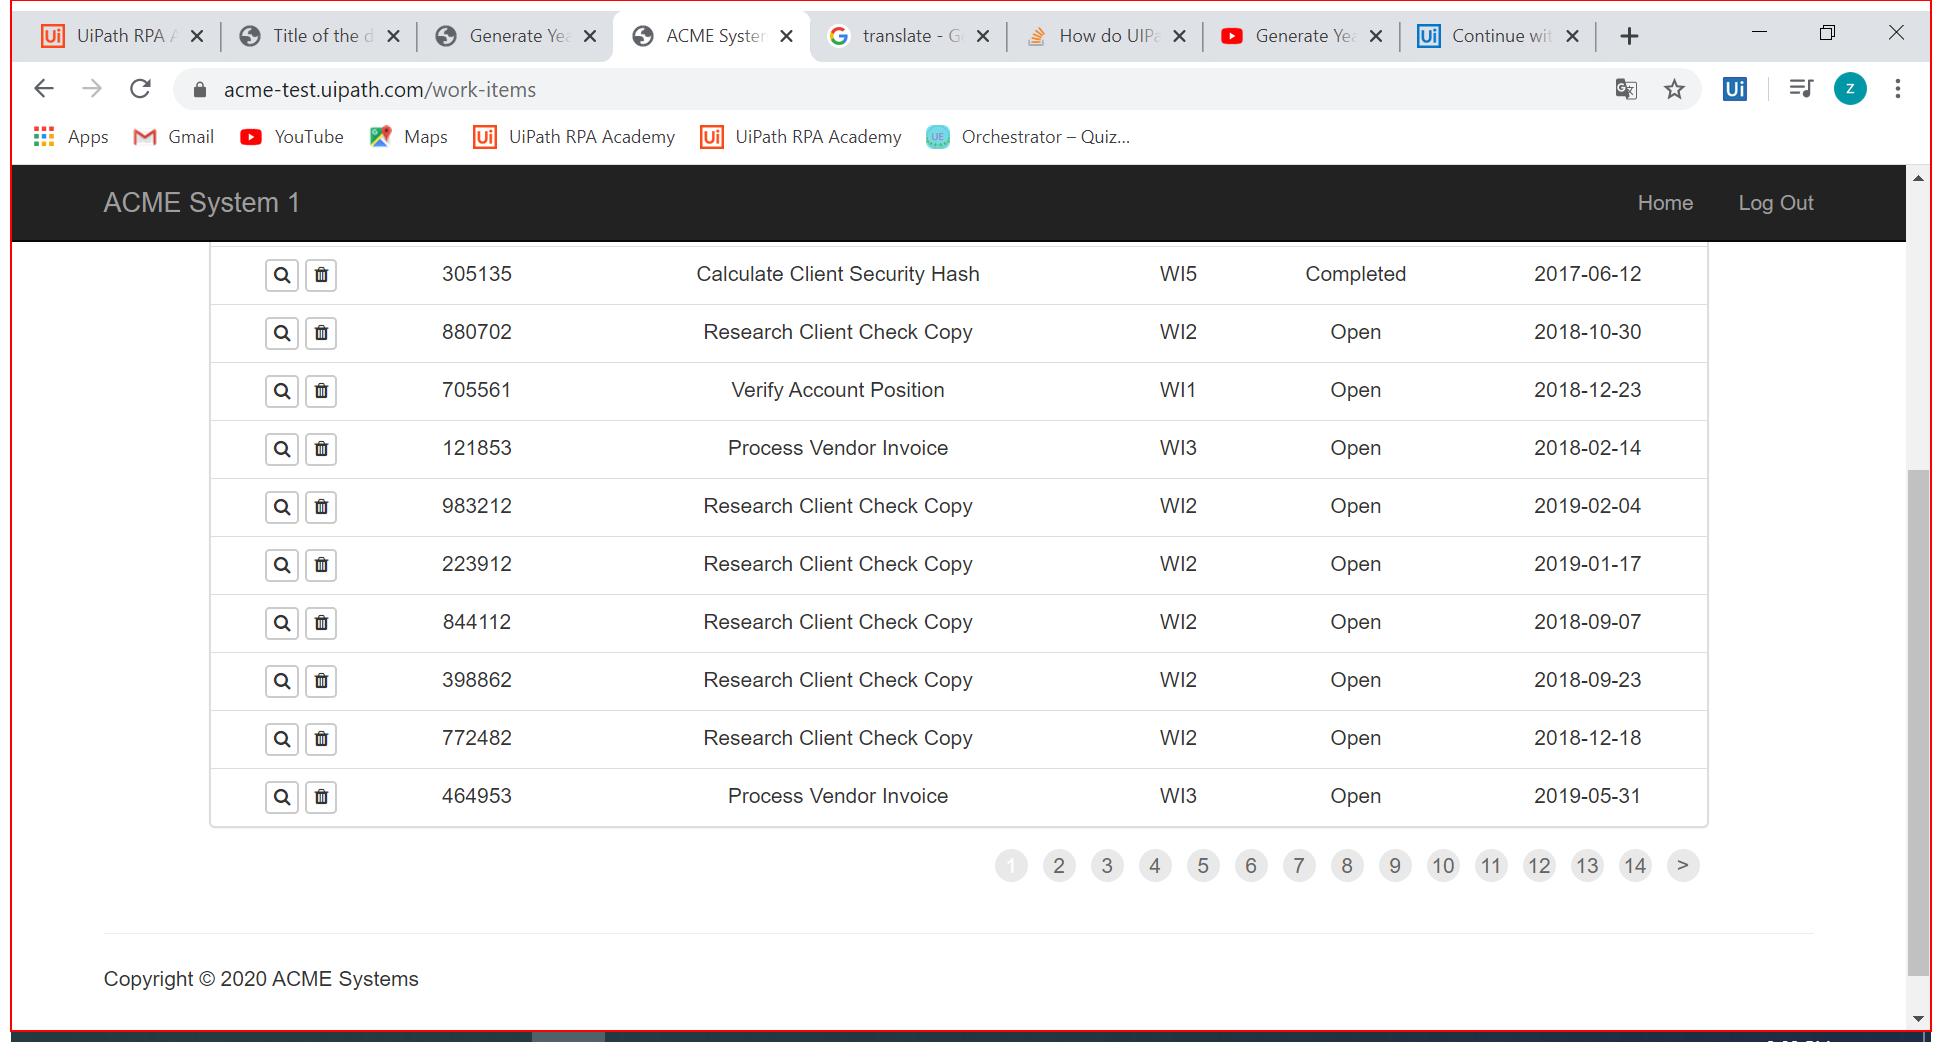 UiPath RPA Title of the d Generate Yea ACME System translate - G How do UIPa Generate Yea Continue wit
acme-test.uipath.com/work-items
Apps Gmail YouTube Maps UiPath RPA Academy UiPath RPA Academy Orchestrator – Quiz...
ACME System 1 Home Log Out
305135 Calculate Client Security Hash WI5 Completed 2017-06-12
880702 Research Client Check Copy WI2 Open 2018-10-30
705561 Verify Account Position WI1 Open 2018-12-23
121853 Process Vendor Invoice WI3 Open 2018-02-14
983212 Research Client Check Copy WI2 Open 2019-02-04
223912 Research Client Check Copy WI2 Open 2019-01-17
844112 Research Client Check Copy WI2 Open 2018-09-07
398862 Research Client Check Copy WI2 Open 2018-09-23
772482 Research Client Check Copy WI2 Open 2018-12-18
464953 Process Vendor Invoice WI3 Open 2019-05-31
1 2 3 4 5 6 7 8 9 10 11 12 13 14 >
Copyright © 2020 ACME Systems